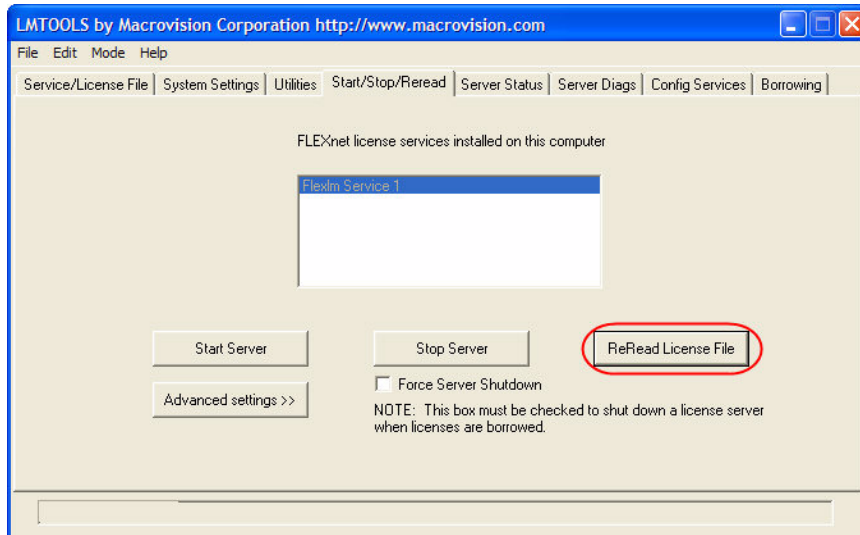 LMTOOLS by Macrovision Corporation http://www.macrovision.com
File Edit Mode Help
Service/License File System Settings Utilities Start/Stop/Reread Server Status Server Diags Config Services Borrowing
FLEXnet license services installed on this computer
Flexlm Service 1
Start Server Stop Server ReRead License File
Advanced settings >> Force Server Shutdown
NOTE: This box must be checked to shut down a license server
when licenses are borrowed.